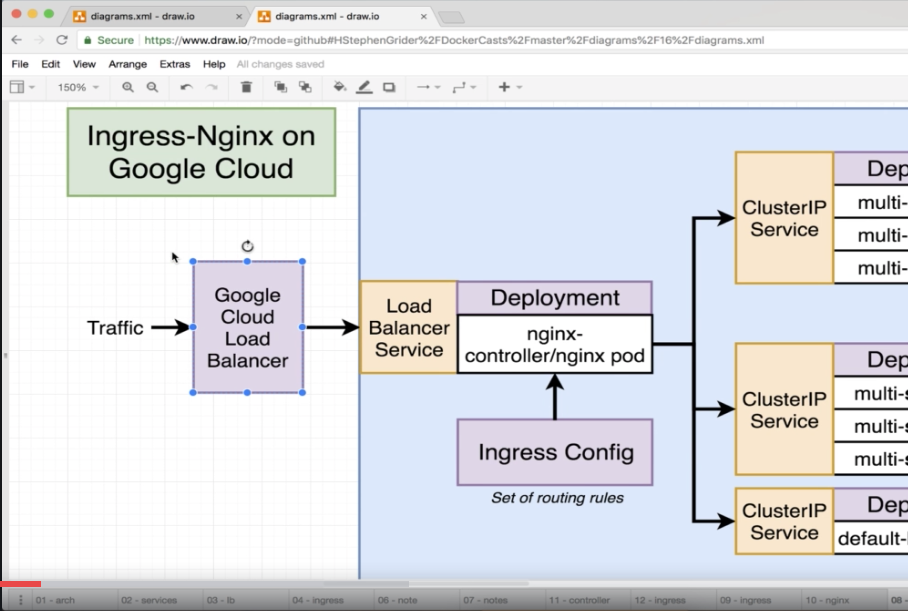 diagrams.xml - draw.io
diagrams.xml - draw.io
Secure https://www.draw.io/?mode=github#HStephenGrider%2FDockerCasts%2Fmaster%2Fdiagrams%2F16%2Fdiagrams.xml
File Edit View Arrange Extras Help All changes saved
150%
Ingress-Nginx on
Google Cloud
Traffic
Google
Cloud
Load
Balancer
Load
Balancer
Service
Deployment
nginx-
controller/nginx pod
Ingress Config
Set of routing rules
ClusterIP
Service
Dep
multi-
multi-
multi-
ClusterIP
Service
Dep
multi-s
multi-s
multi-s
ClusterIP
Service
Dep
default-
01 - arch 02 - services 03 - lb 04 - ingress 06 - note 07 - notes 11 - controller 12 - ingress 09 - ingress 10 - nginx 08 -